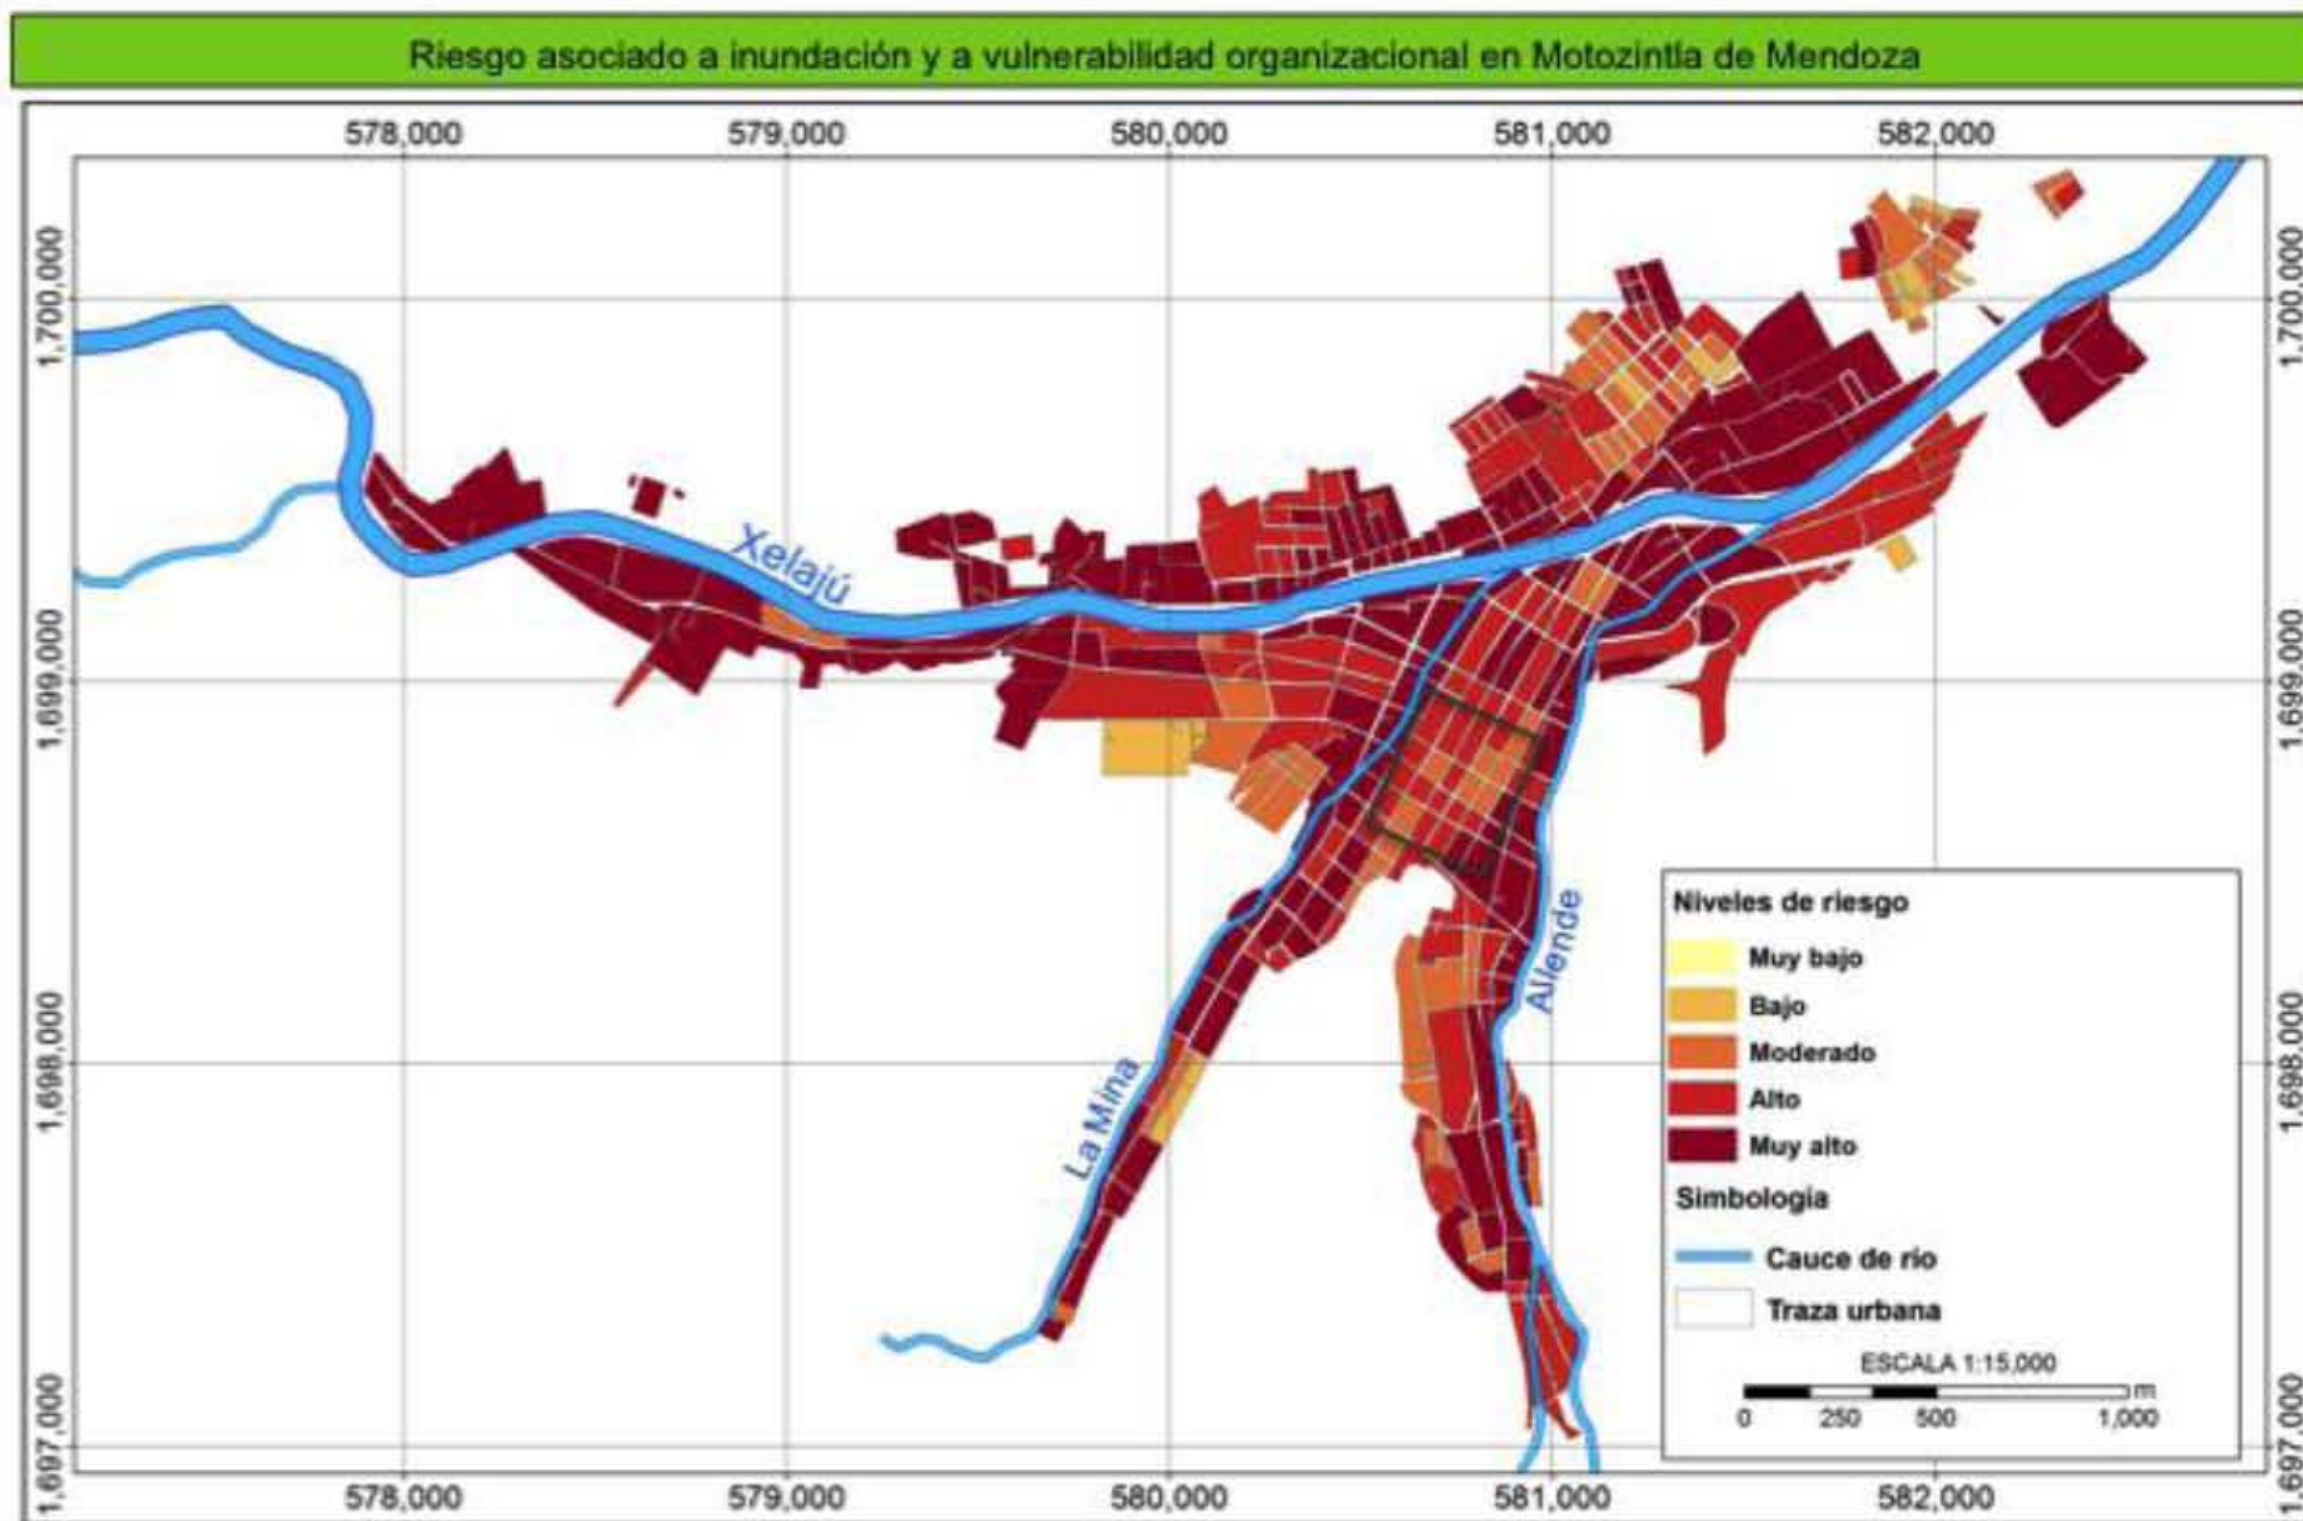 Riesgo asociado a inundación y a vulnerabilidad organizacional en Motozintla de Mendoza
578,000 579,000 580,000 581,000 582,000
1,700,000 1,700,000
Xelajú
1,699,000 1,699,000
Allende
La Mina
1,698,000 1,698,000
Niveles de riesgo
Muy bajo
Bajo
Moderado
Alto
Muy alto
Simbología
Cauce de río
Traza urbana
ESCALA 1:15,000
m
0 250 500 1,000
1,697,000 1,697,000
578,000 579,000 580,000 581,000 582,000